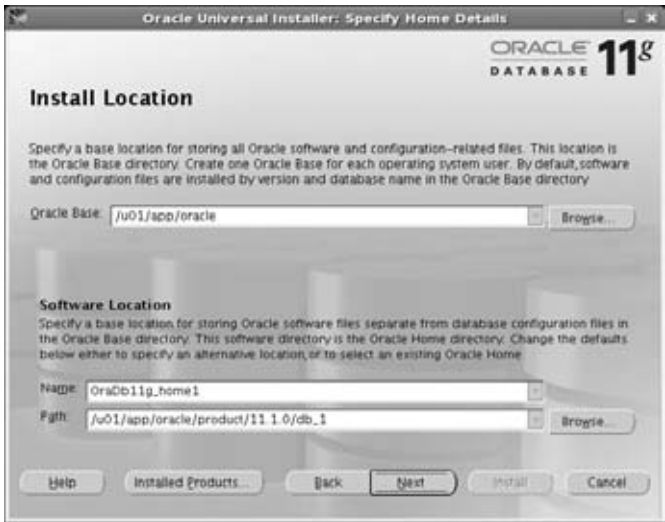 Oracle Universal Installer: Specify Home Details
ORACLE 11g
DATABASE
Install Location
Specify a base location for storing all Oracle software and configuration-related files. This location is
the Oracle Base directory. Create one Oracle Base for each operating system user. By default, software
and configuration files are installed by version and database name in the Oracle Base directory
Oracle Base: /u01/app/oracle Browse...
Software Location
Specify a base location for storing Oracle software files separate from database configuration files in
the Oracle Base directory. This software directory is the Oracle Home directory. Change the defaults
below either to specify an alternative location, or to select an existing Oracle Home
Name: OraDb11g_home1
Path: /u01/app/oracle/product/11.1.0/db_1 Browse...
Help Installed Products... Back Next Install Cancel